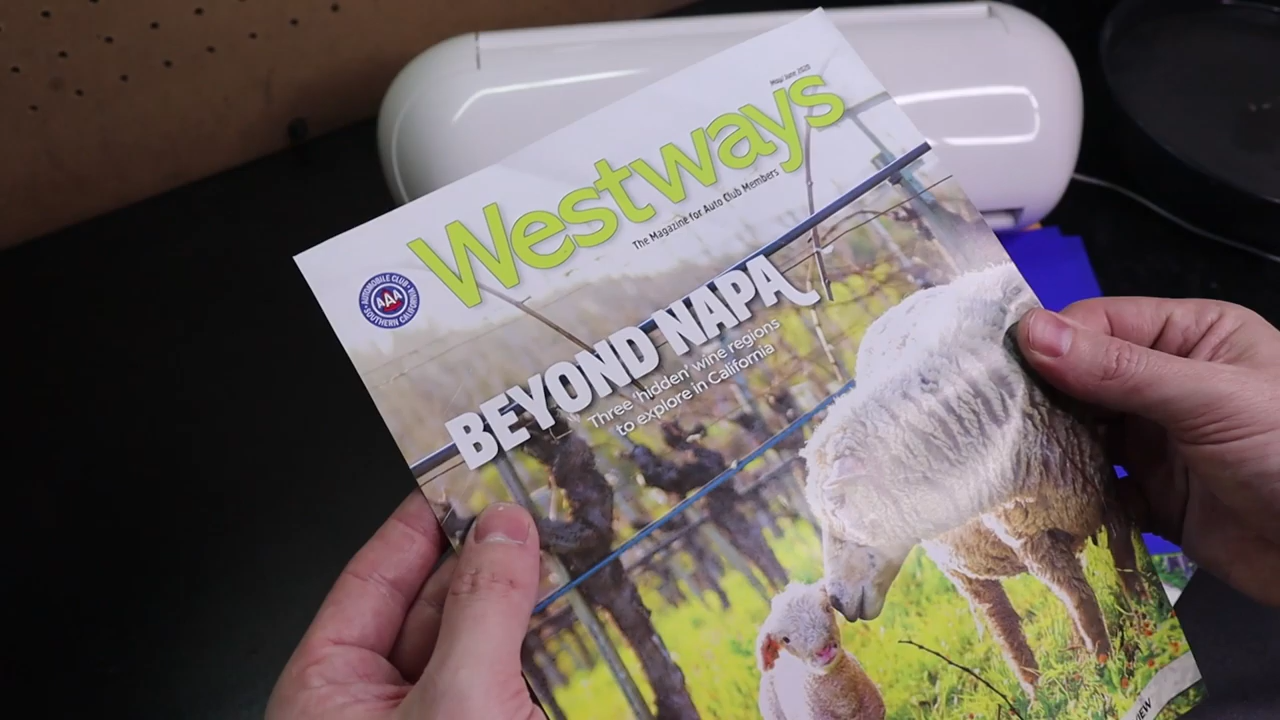 May/June 2020
Westways
The Magazine for Auto Club Members
AUTOMOBILE CLUB
AAA
SOUTHERN CALIFORNIA
BEYOND NAPA
Three 'hidden' wine regions
to explore in California